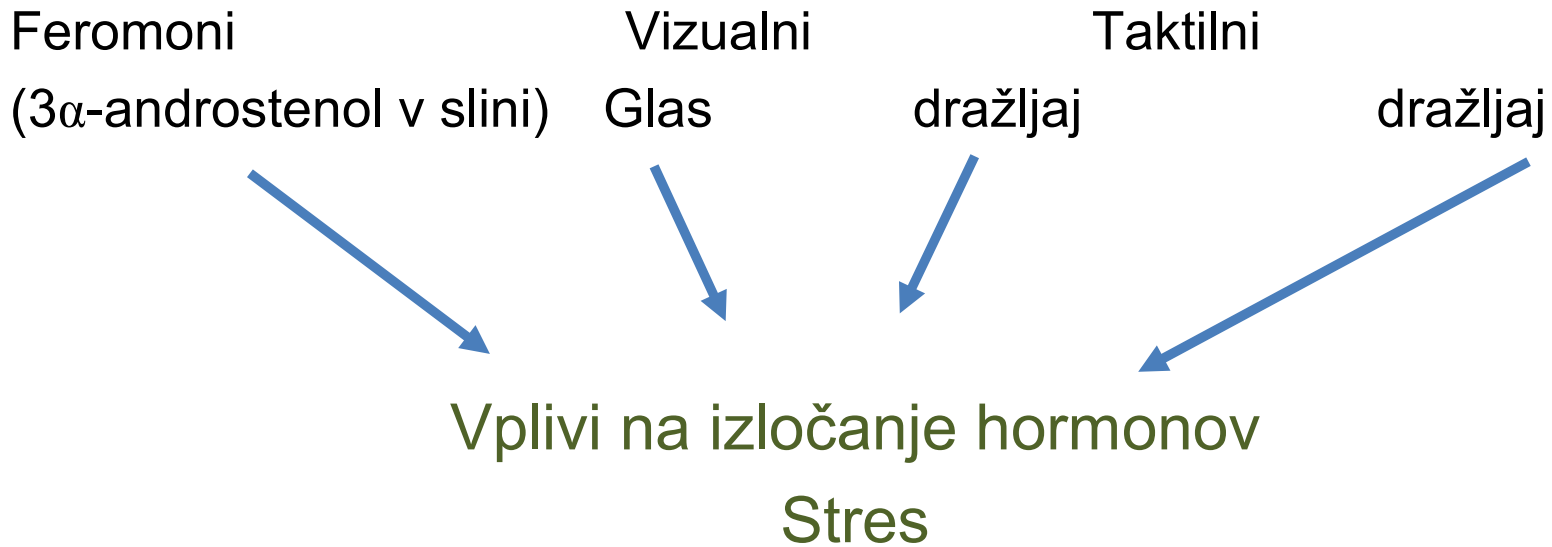 Feromoni Vizualni Taktilni
(3α-androstenol v slini) Glas dražljaj dražljaj
Vplivi na izločanje hormonov
Stres